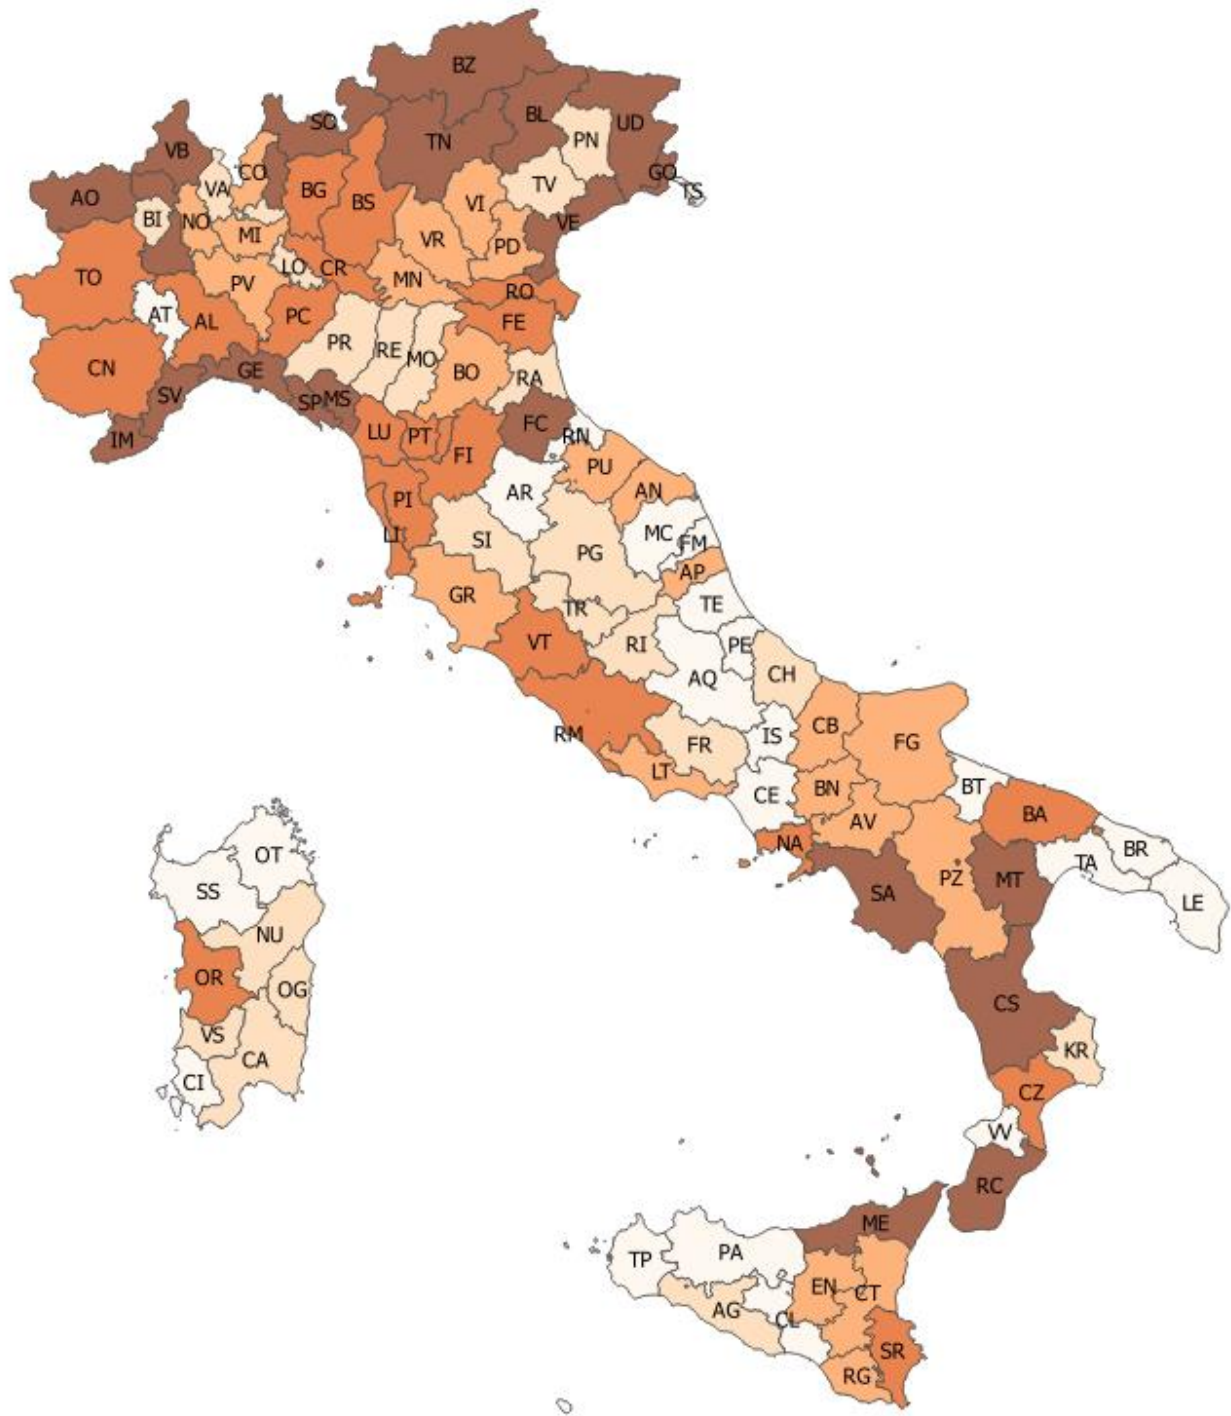 BZ
SO
BL
TN
UD
PN
VB
GO
CO
TS
AO
VA
BG
TV
BS
BI
NO
VI
VE
MI
VR
PD
LO
CR
TO
MN
PV
RO
AT
AL
PC
FE
PR
RE
MO
CN
GE
BO
RA
SV
SP
MS
FC
IM
LU
PT
RN
FI
PU
AR
AN
PI
LI
SI
MC
FM
PG
AP
GR
TR
TE
VT
RI
PE
AQ
CH
RM
IS
CB
FR
FG
LT
CE
BN
BT
AV
BA
NA
OT
BR
TA
SS
PZ
MT
SA
LE
NU
OR
OG
CS
VS
CA
KR
CI
CZ
VV
RC
ME
TP
PA
EN
CT
AG
CL
SR
RG